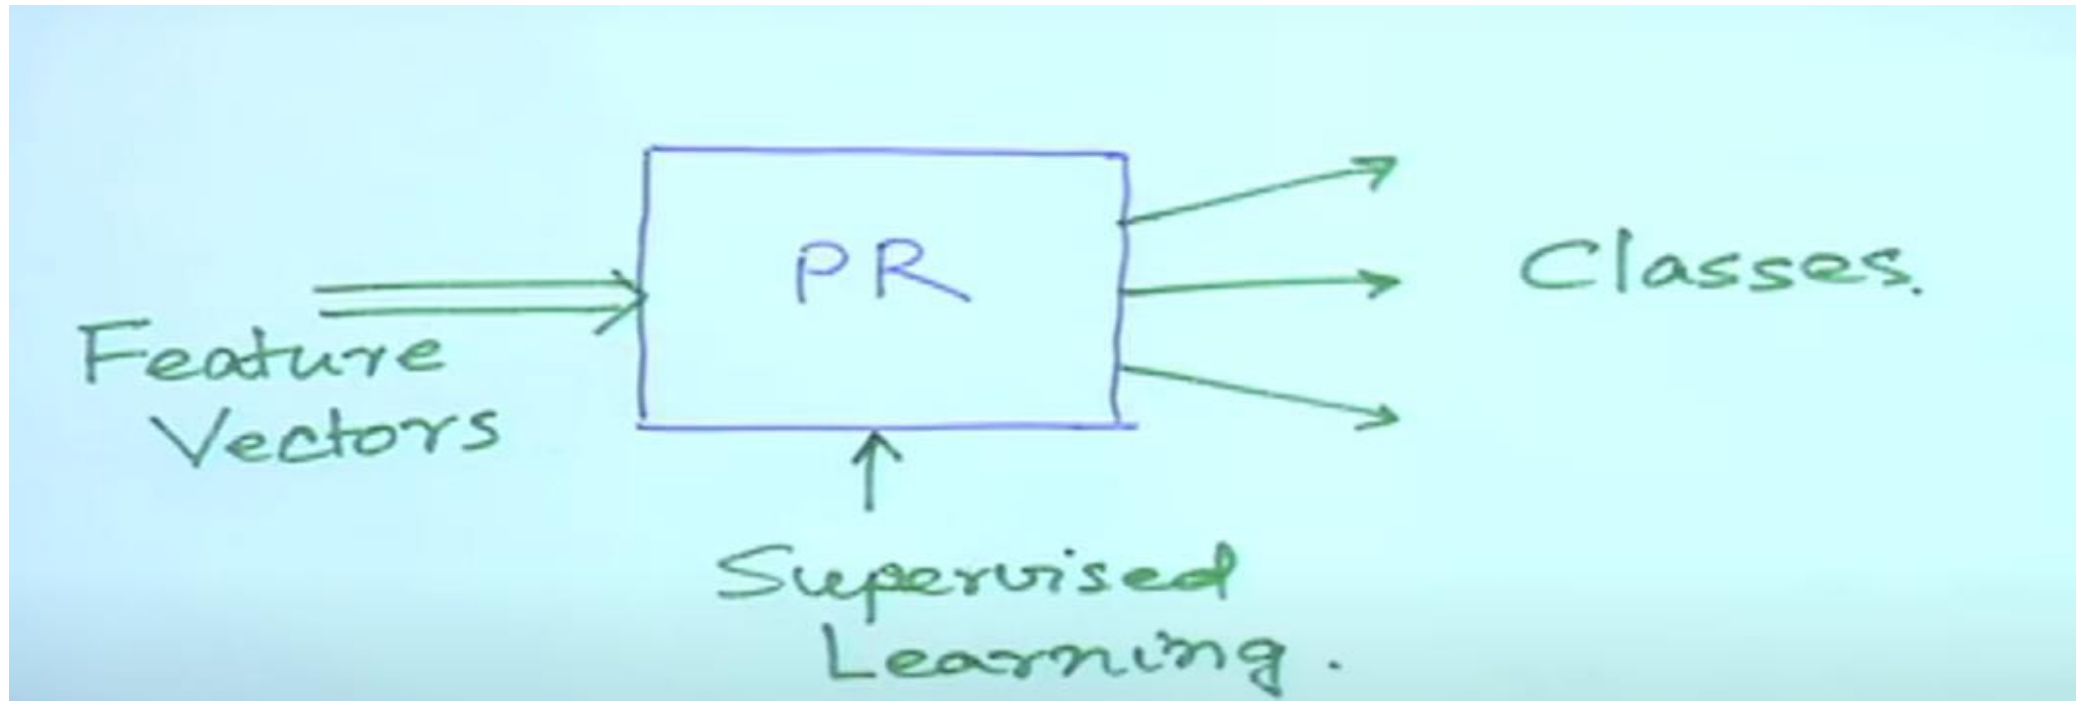 PR
Feature
Vectors
Classes.
Supervised
Learning.